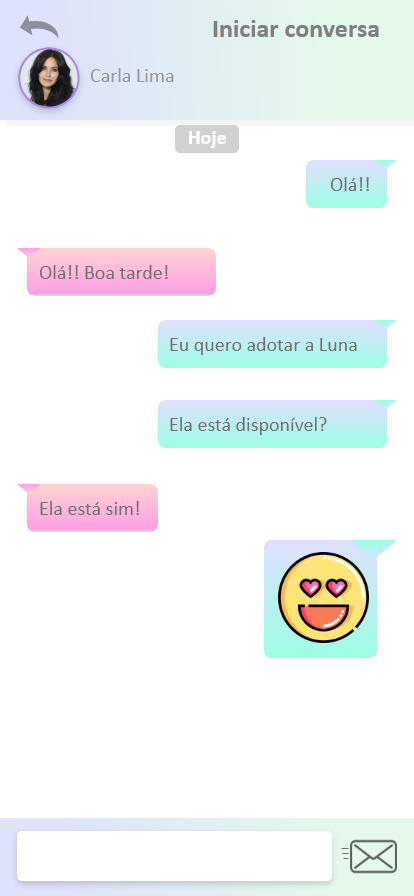 Iniciar conversa
Carla Lima
Hoje
Olá!!
Olá!! Boa tarde!
Eu quero adotar a Luna
Ela está disponível?
Ela está sim!